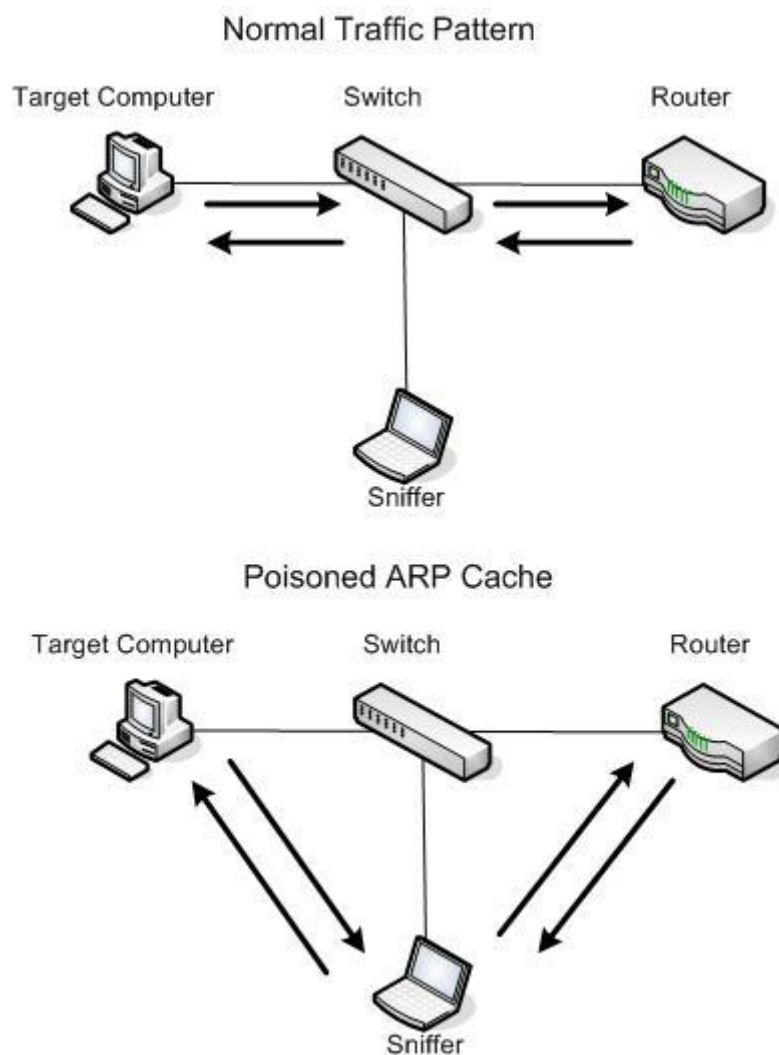 Normal Traffic Pattern
Target Computer Switch Router
Sniffer
Poisoned ARP Cache
Target Computer Switch Router
Sniffer